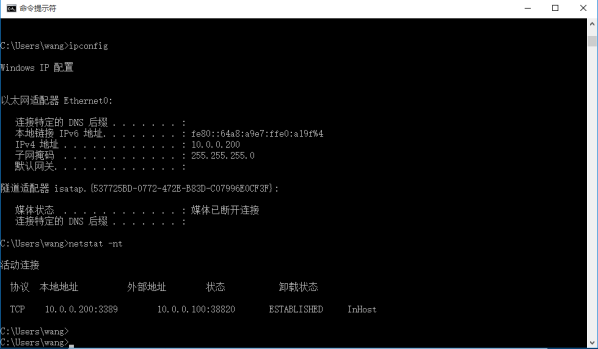 命令提示符
C:\Users\wang>ipconfig
Windows IP 配置
以太网适配器 Ethernet0:
连接特定的 DNS 后缀 . . . . . . . :
本地链接 IPv6 地址. . . . . . . . : fe80::64a8:a9e7:ffe0:a19f%4
IPv4 地址 . . . . . . . . . . . . : 10.0.0.200
子网掩码 . . . . . . . . . . . . : 255.255.255.0
默认网关. . . . . . . . . . . . . :
隧道适配器 isatap.{537725BD-0772-472E-B83D-C07996E0CF3F}:
媒体状态 . . . . . . . . . . . . : 媒体已断开连接
连接特定的 DNS 后缀 . . . . . . . :
C:\Users\wang>netstat -nt
活动连接
协议 本地地址 外部地址 状态 卸载状态
TCP 10.0.0.200:3389 10.0.0.100:38820 ESTABLISHED InHost
C:\Users\wang>
C:\Users\wang>